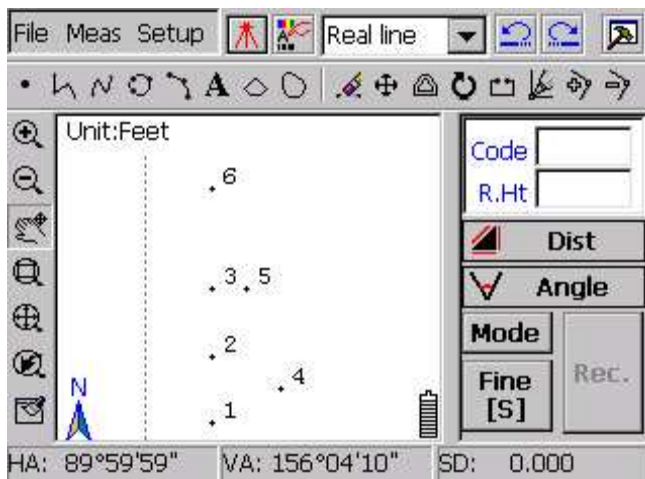 File Meas Setup Real line
A
Unit:Feet
Code
R.Ht
6
Dist
3 5
Angle
2
Mode
4
Fine [S]
Rec.
N
1
HA: 89°59'59" VA: 156°04'10" SD: 0.000